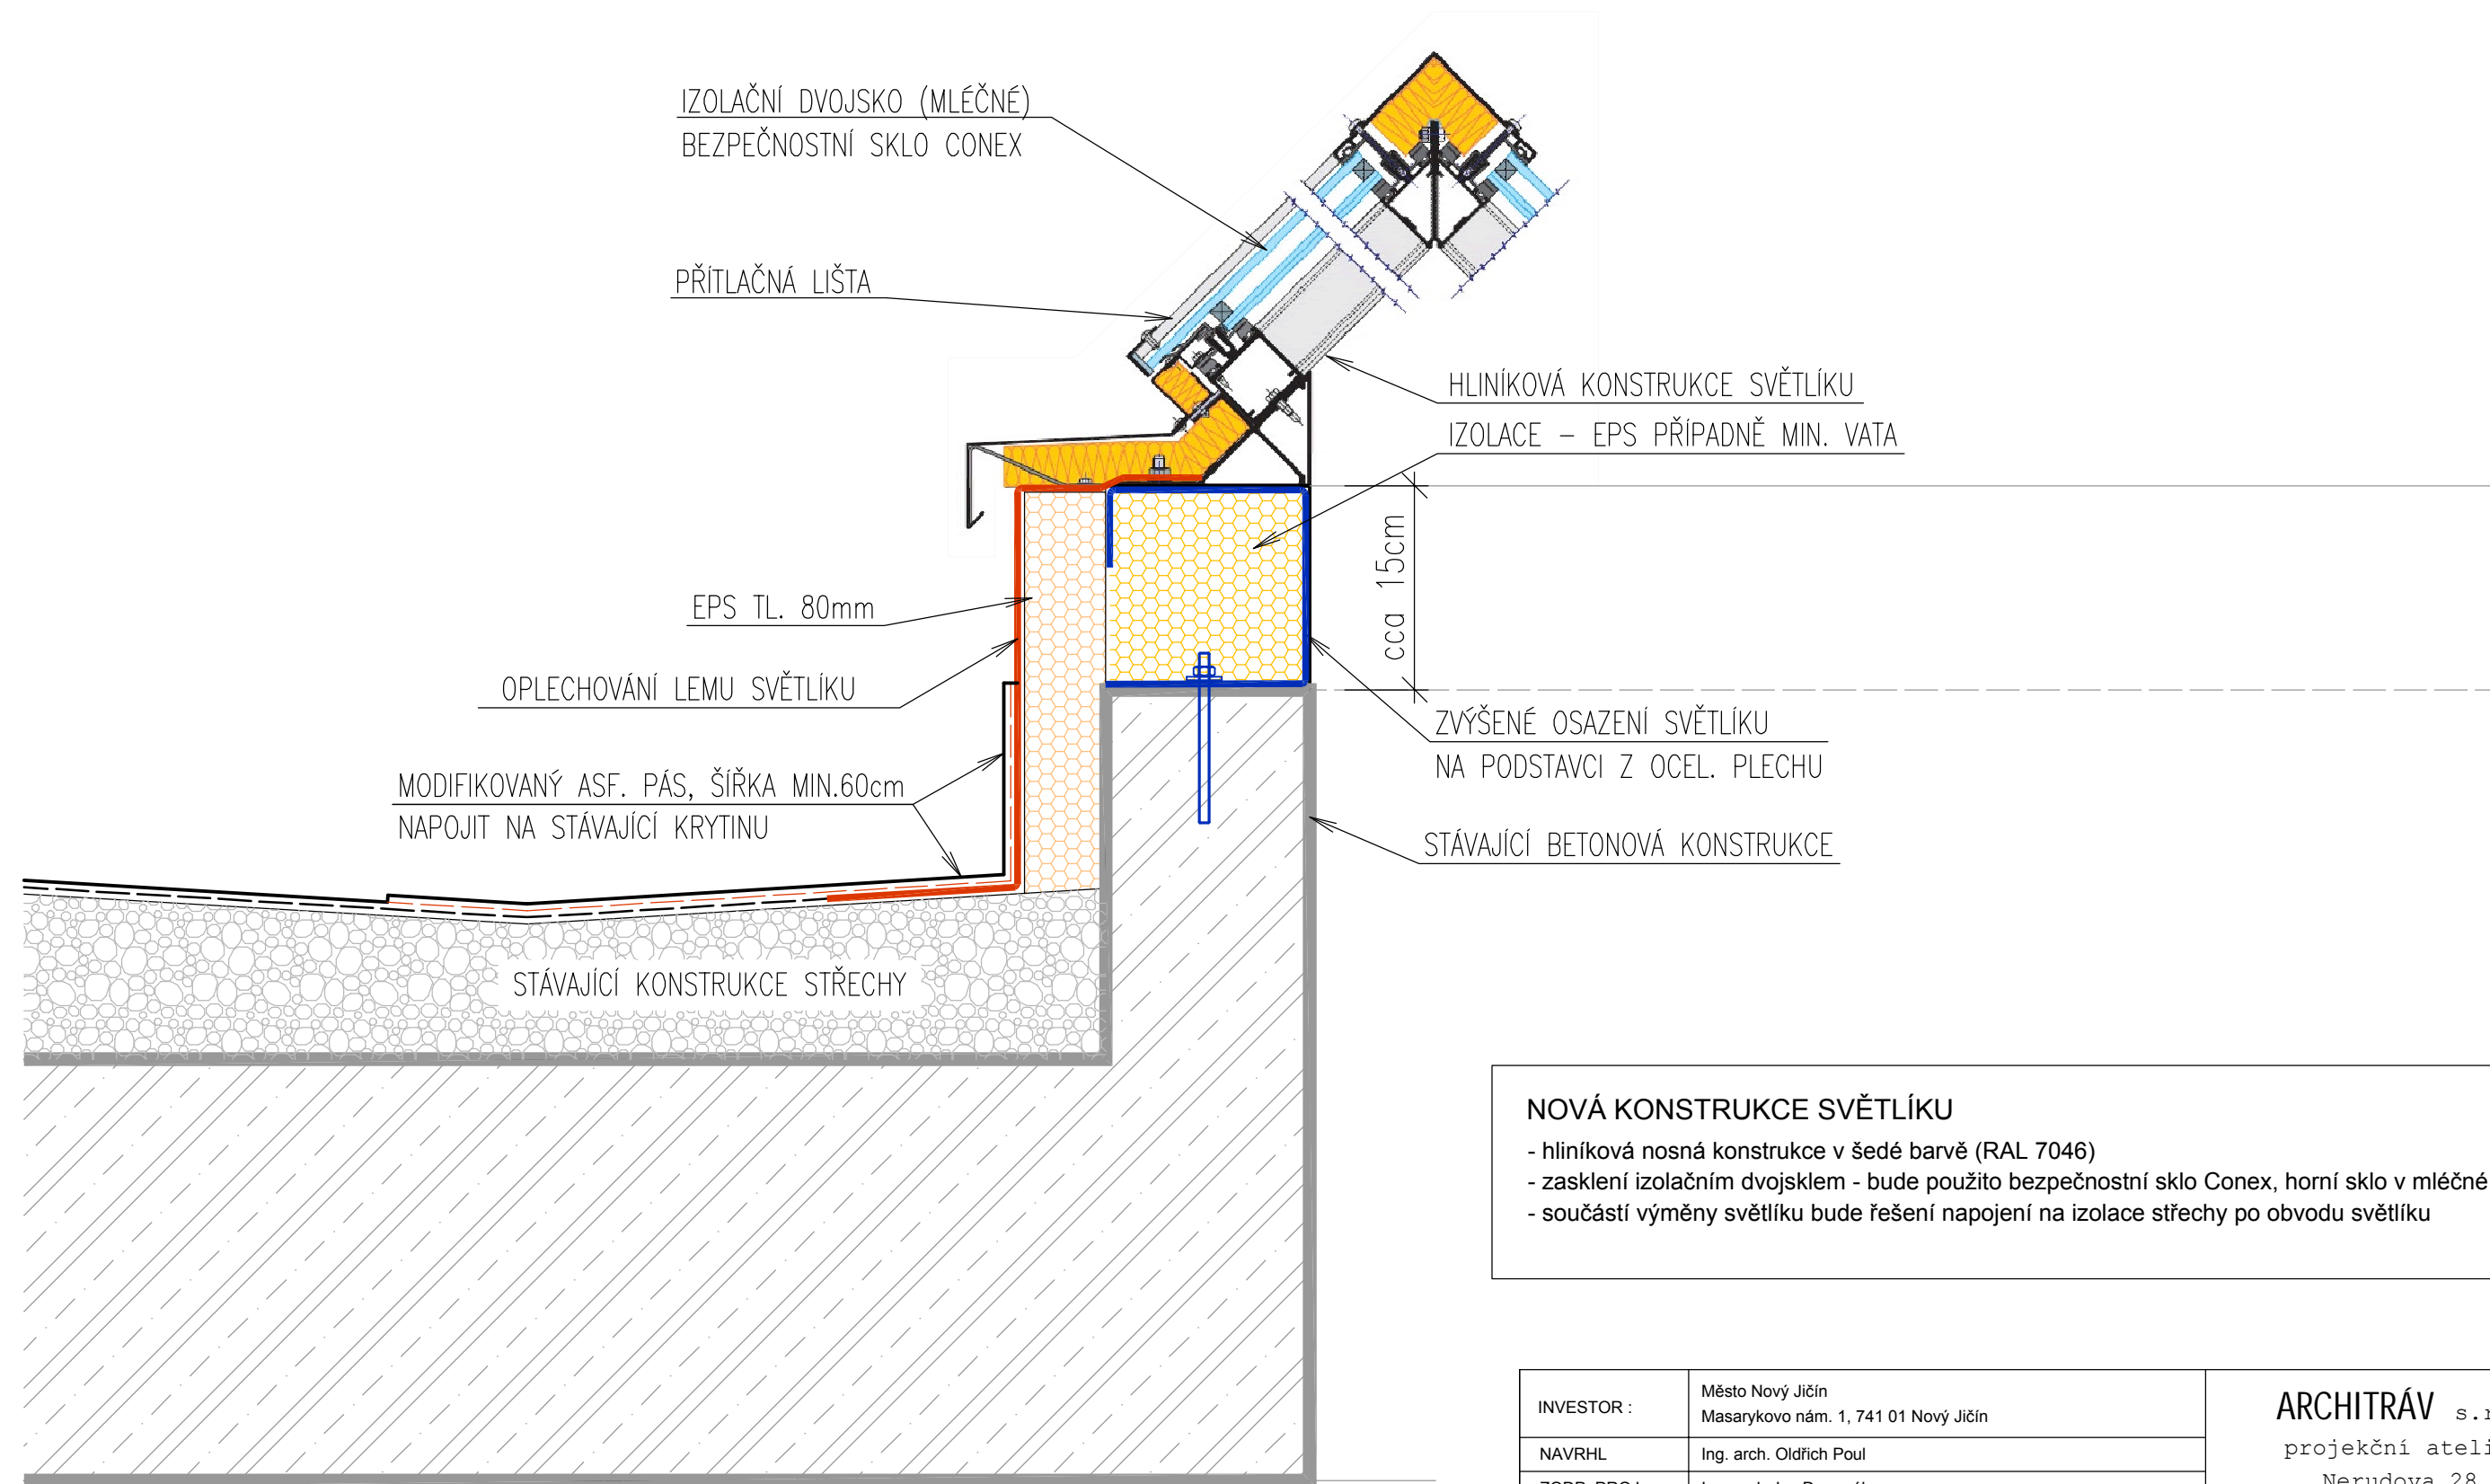 IZOLAČNÍ DVOJSKO (MLÉČNÉ)
BEZPEČNOSTNÍ SKLO CONEX
PŘÍTLAČNÁ LIŠTA
HLINÍKOVÁ KONSTRUKCE SVĚTLÍKU
IZOLACE – EPS PŘÍPADNĚ MIN. VATA
cca 15cm
EPS TL. 80mm
OPLECHOVÁNÍ LEMU SVĚTLÍKU
ZVÝŠENÉ OSAZENÍ SVĚTLÍKU
NA PODSTAVCI Z OCEL. PLECHU
MODIFIKOVANÝ ASF. PÁS, ŠÍŘKA MIN.60cm
NAPOJIT NA STÁVAJÍCÍ KRYTINU
STÁVAJÍCÍ BETONOVÁ KONSTRUKCE
STÁVAJÍCÍ KONSTRUKCE STŘECHY
NOVÁ KONSTRUKCE SVĚTLÍKU
- hliníková nosná konstrukce v šedé barvě (RAL 7046)
- zasklení izolačním dvojsklem - bude použito bezpečnostní sklo Conex, horní sklo v mléčné
- součástí výměny světlíku bude řešení napojení na izolace střechy po obvodu světlíku
INVESTOR :
Město Nový Jičín
Masarykovo nám. 1, 741 01 Nový Jičín
NAVRHL
Ing. arch. Oldřich Poul
ARCHITRÁV s.
projekční ateli
Nerudova 28